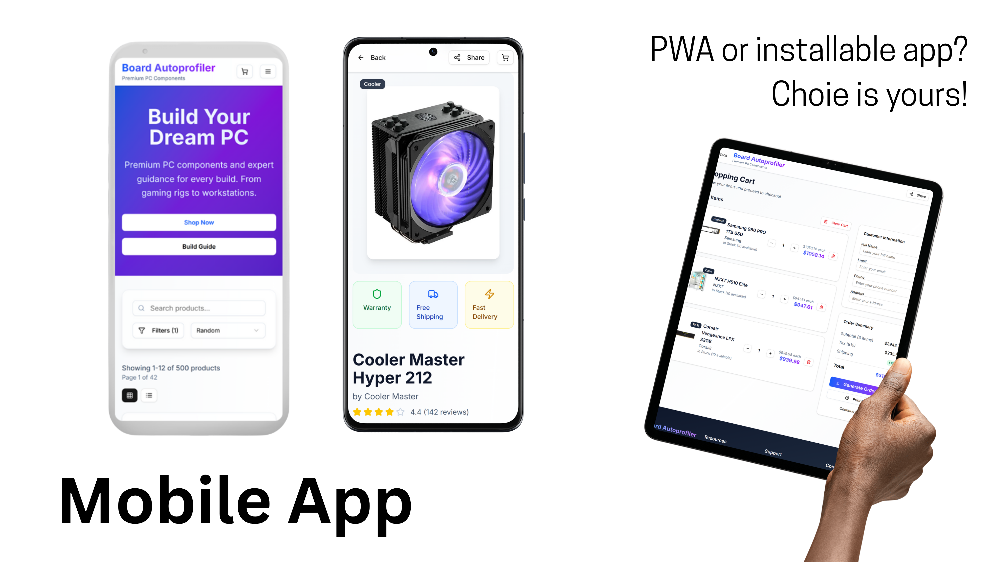 PWA or installable app?
Choie is yours!
Board Autoprofiler
Premium PC Components
Build Your
Dream PC
Premium PC components and expert
guidance for every build. From
gaming rigs to workstations.
Shop Now
Build Guide
Search products...
Filters (1)
Random
Showing 1-12 of 500 products
Page 1 of 42
Back
Share
Cooler
Warranty
Free
Shipping
Fast
Delivery
Cooler Master
Hyper 212
by Cooler Master
4.4 (142 reviews)
Back
Board Autoprofiler
Premium PC Components
Share
opping Cart
w your items and proceed to checkout
Items
Clear Cart
Storage
Samsung 980 PRO
1TB SSD
Samsung
In Stock (10 available)
1
$1058.14 each
$1058.14
Case
NZXT H510 Elite
NZXT
In Stock (10 available)
1
$947.61 each
$947.61
RAM
Corsair
Vengeance LPX
32GB
Corsair
In Stock (10 available)
1
$939.98 each
$939.98
Customer Information
Full Name
Enter your full name
Email
Enter your email
Phone
Enter your phone number
Address
Enter your address
Order Summary
Subtotal (3 items)
$2945.
Tax (8%)
$235.
Shipping
FR
Total
$318
Generate Order
Print
Continue
rd Autoprofiler
Resources
Support
Con
Mobile App